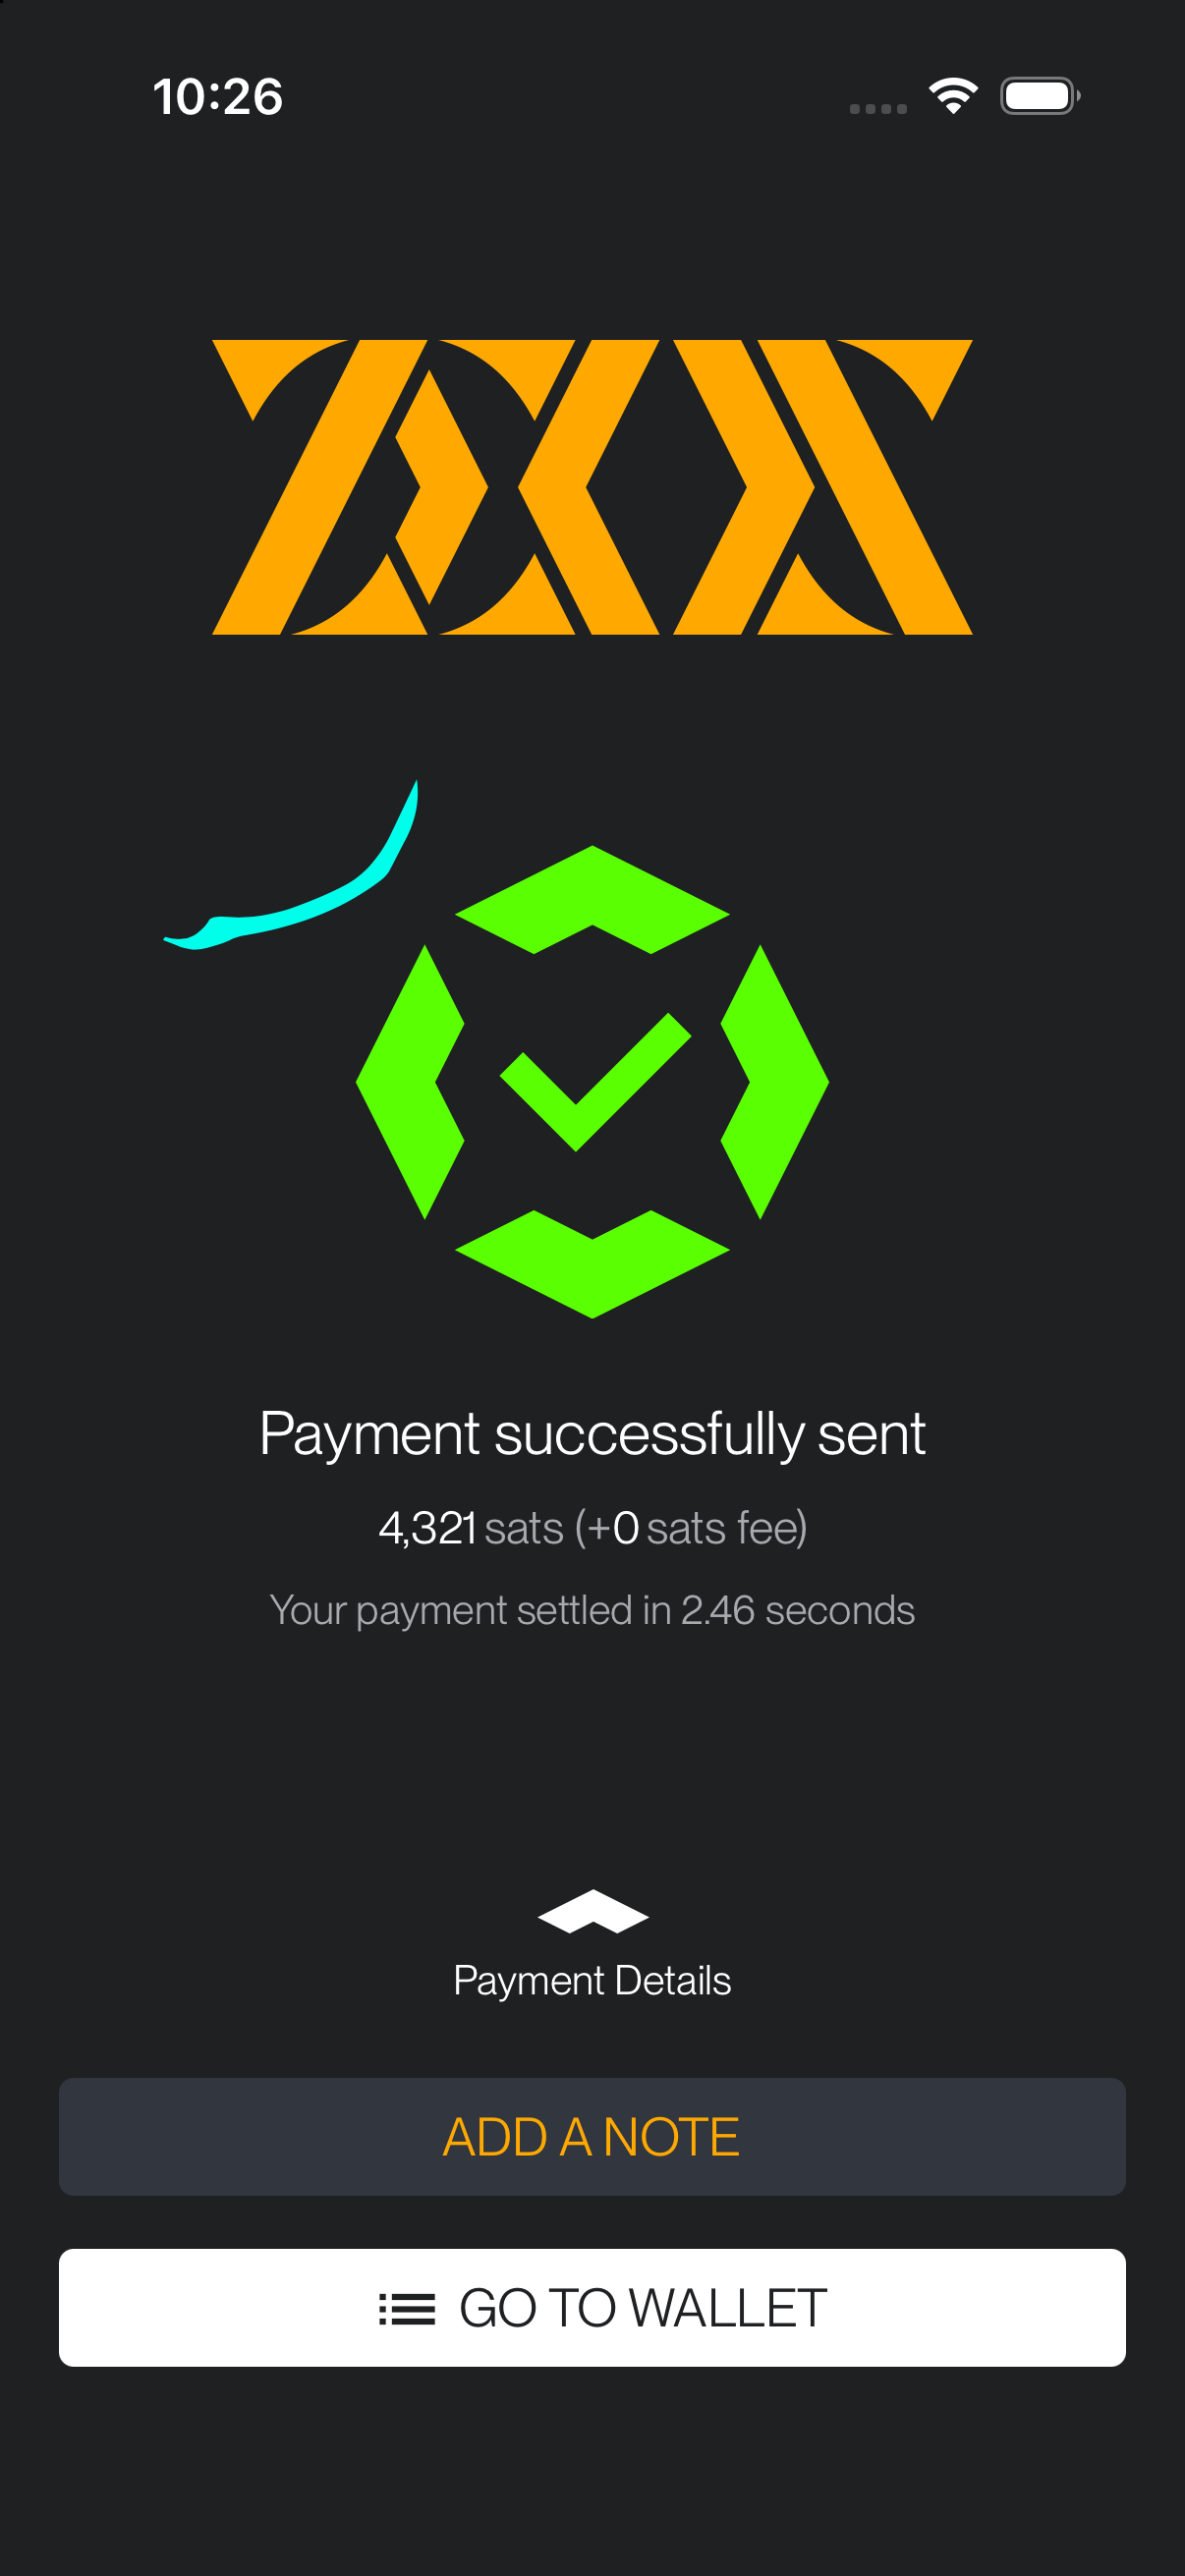 10:26
ZEUS
Payment successfully sent
4,321 sats (+0 sats fee)
Your payment settled in 2.46 seconds
Payment Details
ADD A NOTE
GO TO WALLET